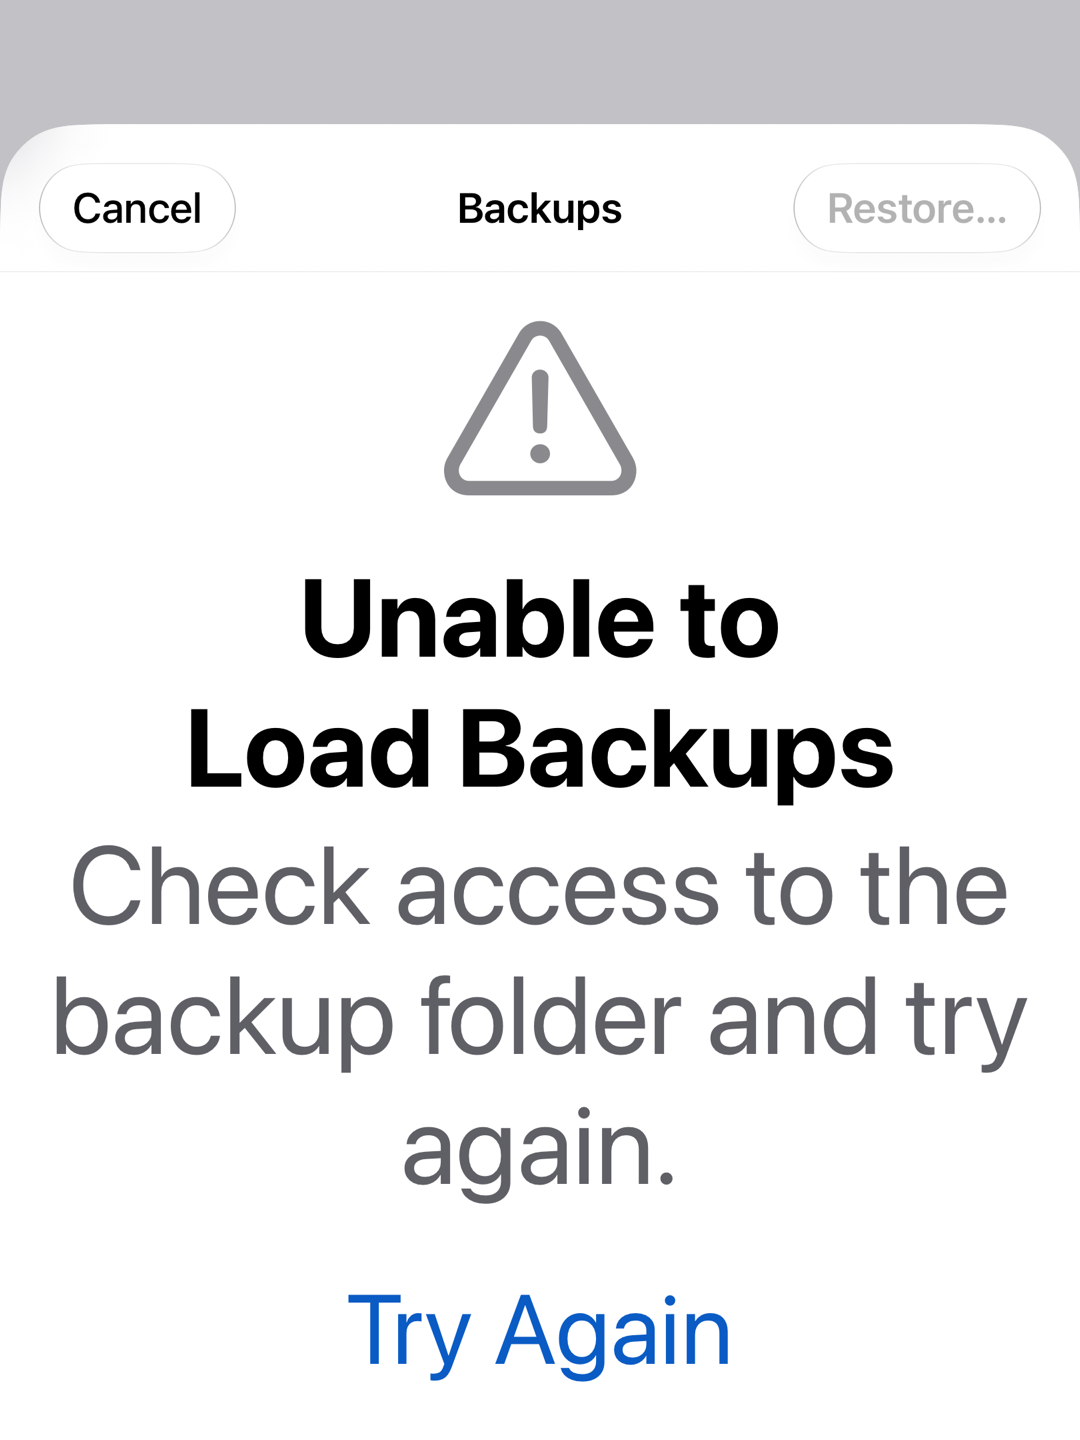 Cancel
Backups
Restore...
Unable to
Load Backups
Check access to the
backup folder and try
again.
Try Again